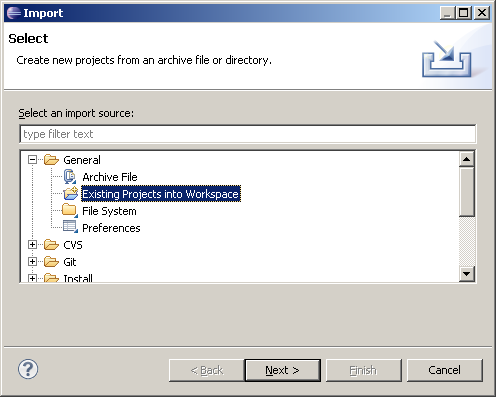 Import
Select
Create new projects from an archive file or directory.
Select an import source:
type filter text
General
Archive File
Existing Projects into Workspace
File System
Preferences
CVS
Git
Install
? < Back Next > Finish Cancel